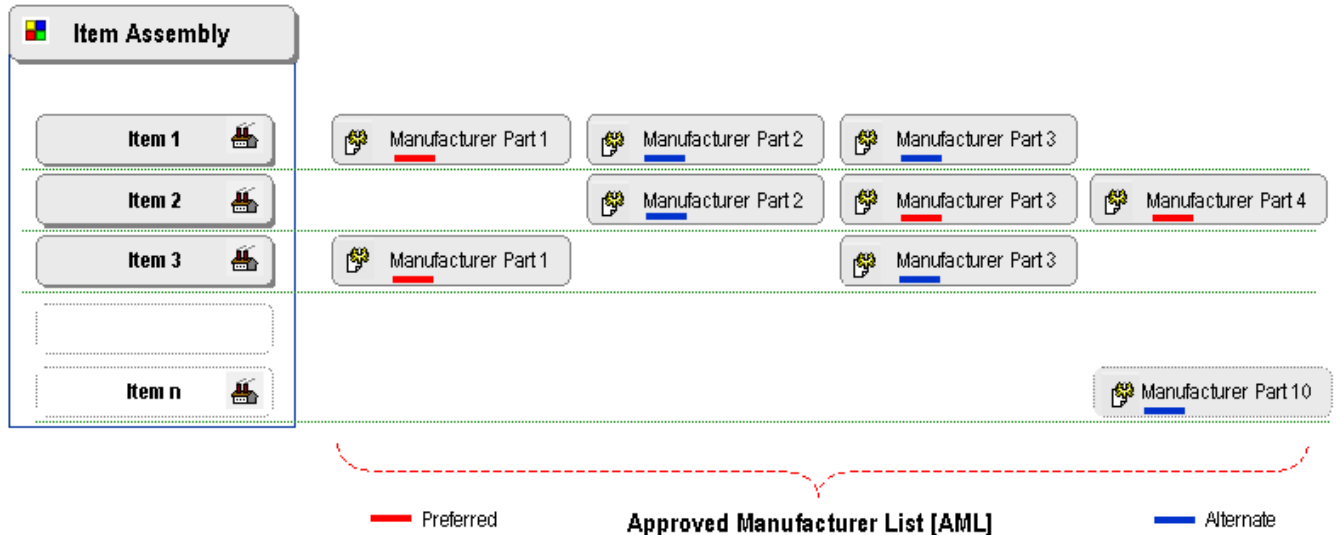 Item Assembly
Item 1 Manufacturer Part 1 Manufacturer Part 2 Manufacturer Part 3
Item 2 Manufacturer Part 2 Manufacturer Part 3 Manufacturer Part 4
Item 3 Manufacturer Part 1 Manufacturer Part 3
Item n Manufacturer Part 10
Preferred Approved Manufacturer List [AML] Alternate